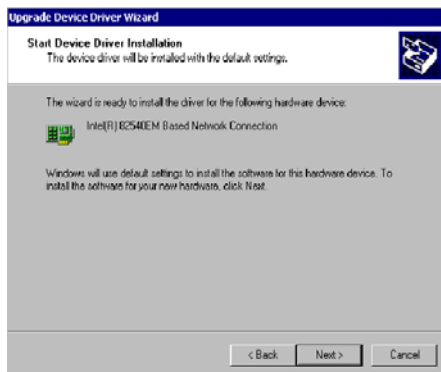 Upgrade Device Driver Wizard
Start Device Driver Installation
The device driver will be installed with the default settings.
The wizard is ready to install the driver for the following hardware device:
Intel(R) 82540EM Based Network Connection
Windows will use default settings to install the software for this hardware device. To
install the software for your new hardware, click Next.
< Back
Next >
Cancel